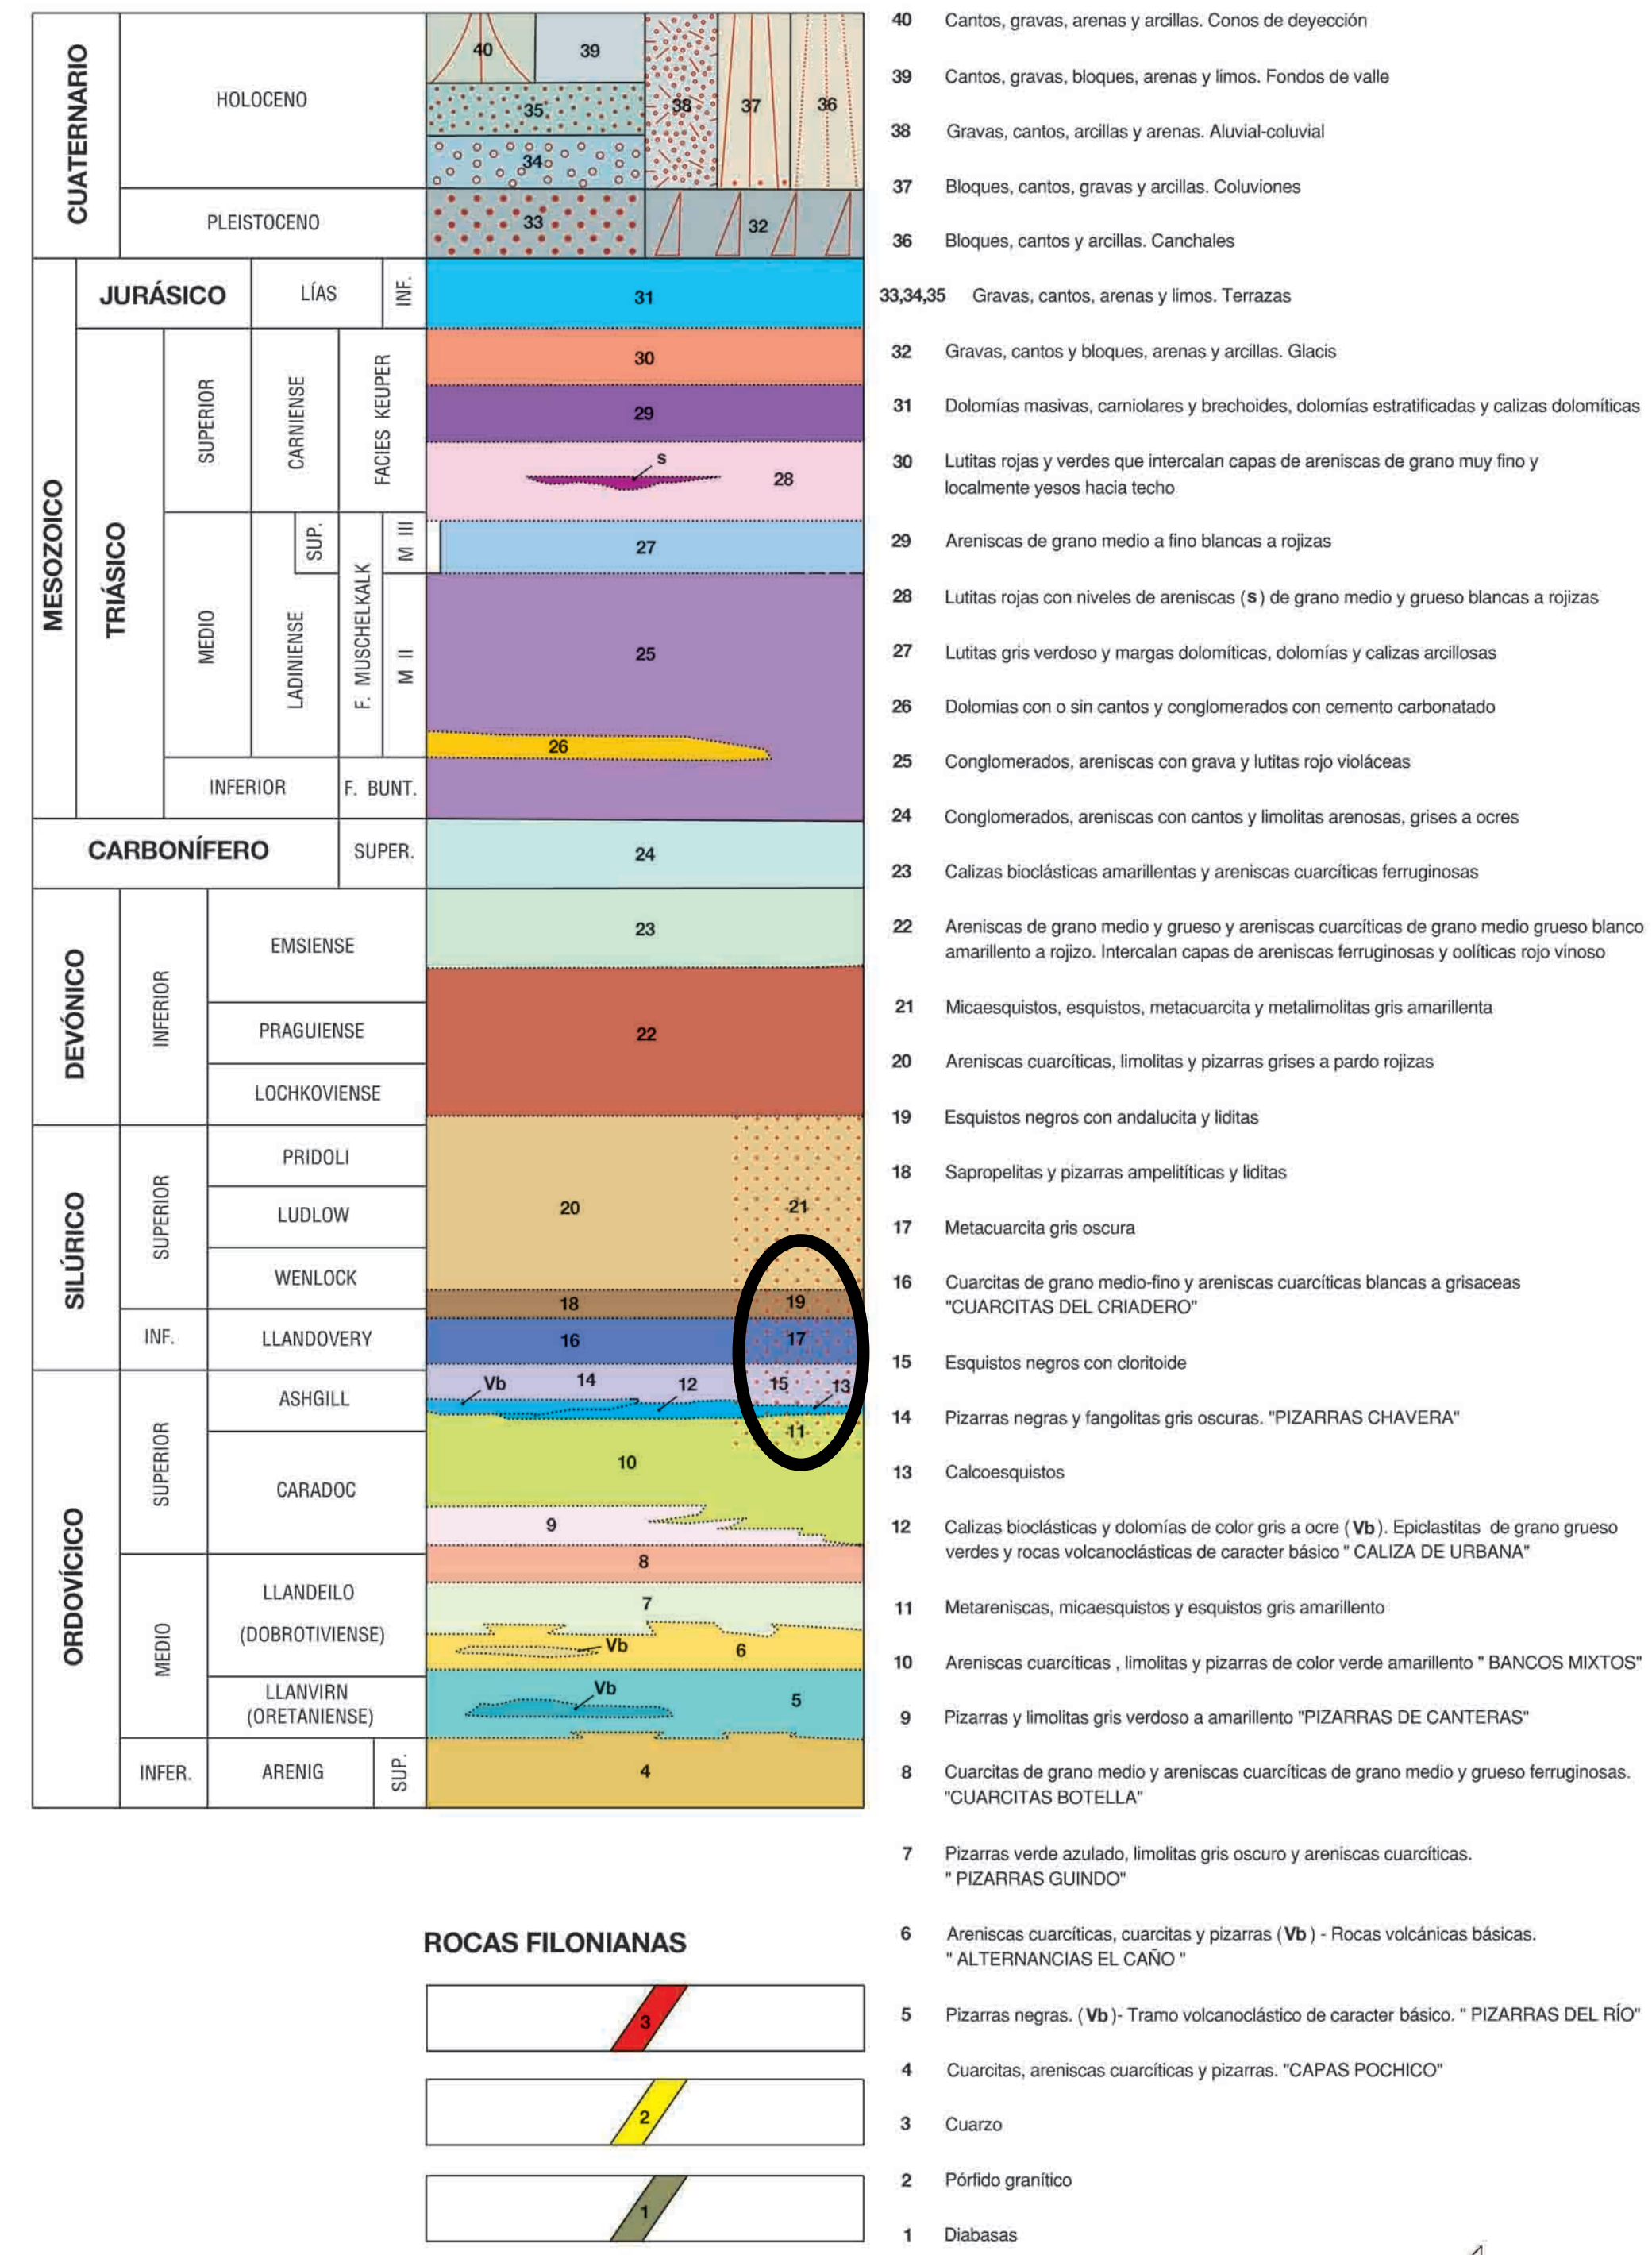 CUATERNARIO
HOLOCENO
PLEISTOCENO
40
39
35
34
38
37
36
33
32
MESOZOICO
JURÁSICO
LÍAS
INF.
31
TRIÁSICO
SUPERIOR
CARNIENSE
FACIES KEUPER
30
29
s
28
MEDIO
LADINIENSE
SUP.
F. MUSCHELKALK
M III
M II
27
25
26
INFERIOR
F. BUNT.
CARBONÍFERO
SUPER.
24
DEVÓNICO
INFERIOR
EMSIENSE
PRAGUIENSE
LOCHKOVIENSE
23
22
SILÚRICO
SUPERIOR
PRIDOLI
LUDLOW
WENLOCK
20
21
18
19
INF.
LLANDOVERY
16
17
ORDOVÍCICO
SUPERIOR
ASHGILL
CARADOC
Vb
14
12
15
13
11
10
9
8
MEDIO
LLANDEILO
(DOBROTIVIENSE)
7
Vb
6
LLANVIRN
(ORETANIENSE)
Vb
5
INFER.
ARENIG
SUP.
4
ROCAS FILONIANAS
3
2
1
40 Cantos, gravas, arenas y arcillas. Conos de deyección
39 Cantos, gravas, bloques, arenas y limos. Fondos de valle
38 Gravas, cantos, arcillas y arenas. Aluvial-coluvial
37 Bloques, cantos, gravas y arcillas. Coluviones
36 Bloques, cantos y arcillas. Canchales
33,34,35 Gravas, cantos, arenas y limos. Terrazas
32 Gravas, cantos y bloques, arenas y arcillas. Glacis
31 Dolomías masivas, carniolares y brechoides, dolomías estratificadas y calizas dolomíticas
30 Lutitas rojas y verdes que intercalan capas de areniscas de grano muy fino y
localmente yesos hacia techo
29 Areniscas de grano medio a fino blancas a rojizas
28 Lutitas rojas con niveles de areniscas (s) de grano medio y grueso blancas a rojizas
27 Lutitas gris verdoso y margas dolomíticas, dolomías y calizas arcillosas
26 Dolomias con o sin cantos y conglomerados con cemento carbonatado
25 Conglomerados, areniscas con grava y lutitas rojo violáceas
24 Conglomerados, areniscas con cantos y limolitas arenosas, grises a ocres
23 Calizas bioclásticas amarillentas y areniscas cuarcíticas ferruginosas
22 Areniscas de grano medio y grueso y areniscas cuarcíticas de grano medio grueso blanco
amarillento a rojizo. Intercalan capas de areniscas ferruginosas y oolíticas rojo vinoso
21 Micaesquistos, esquistos, metacuarcita y metalimolitas gris amarillenta
20 Areniscas cuarcíticas, limolitas y pizarras grises a pardo rojizas
19 Esquistos negros con andalucita y liditas
18 Sapropelitas y pizarras ampelitíticas y liditas
17 Metacuarcita gris oscura
16 Cuarcitas de grano medio-fino y areniscas cuarcíticas blancas a grisaceas
"CUARCITAS DEL CRIADERO"
15 Esquistos negros con cloritoide
14 Pizarras negras y fangolitas gris oscuras. "PIZARRAS CHAVERA"
13 Calcoesquistos
12 Calizas bioclásticas y dolomías de color gris a ocre (Vb). Epiclastitas de grano grueso
verdes y rocas volcanoclásticas de caracter básico " CALIZA DE URBANA"
11 Metareniscas, micaesquistos y esquistos gris amarillento
10 Areniscas cuarcíticas , limolitas y pizarras de color verde amarillento " BANCOS MIXTOS"
9 Pizarras y limolitas gris verdoso a amarillento "PIZARRAS DE CANTERAS"
8 Cuarcitas de grano medio y areniscas cuarcíticas de grano medio y grueso ferruginosas.
"CUARCITAS BOTELLA"
7 Pizarras verde azulado, limolitas gris oscuro y areniscas cuarcíticas.
" PIZARRAS GUINDO"
6 Areniscas cuarcíticas, cuarcitas y pizarras (Vb) - Rocas volcánicas básicas.
" ALTERNANCIAS EL CAÑO "
5 Pizarras negras. (Vb)- Tramo volcanoclástico de caracter básico. " PIZARRAS DEL RÍO"
4 Cuarcitas, areniscas cuarcíticas y pizarras. "CAPAS POCHICO"
3 Cuarzo
2 Pórfido granítico
1 Diabasas